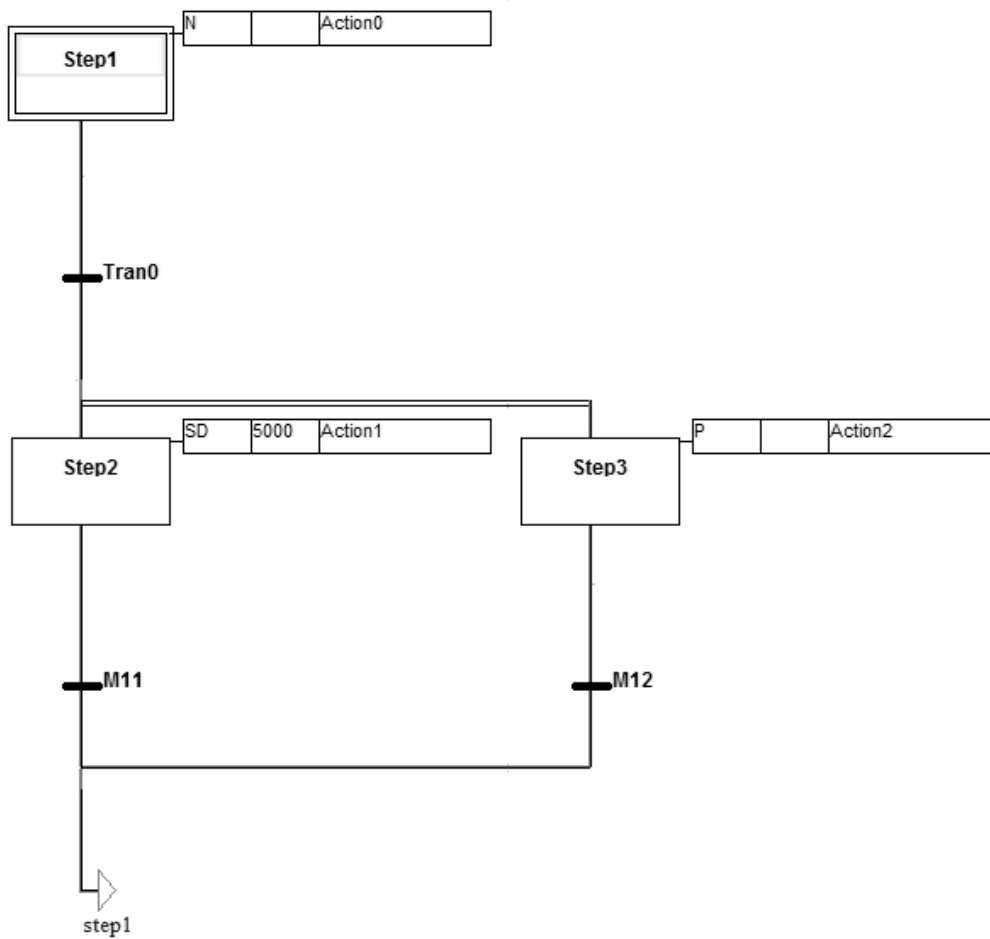 N Action0
Step1
Tran0
SD 5000 Action1
P Action2
Step2
Step3
M11
M12
step1